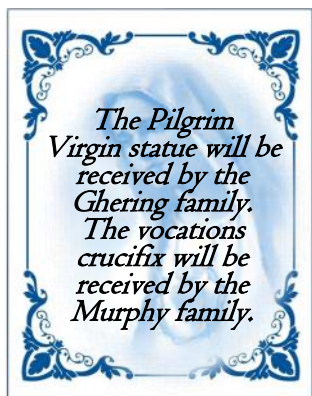 The Pilgrim
Virgin statue will be
received by the
Ghering family.
The vocations
crucifix will be
received by the
Murphy family.